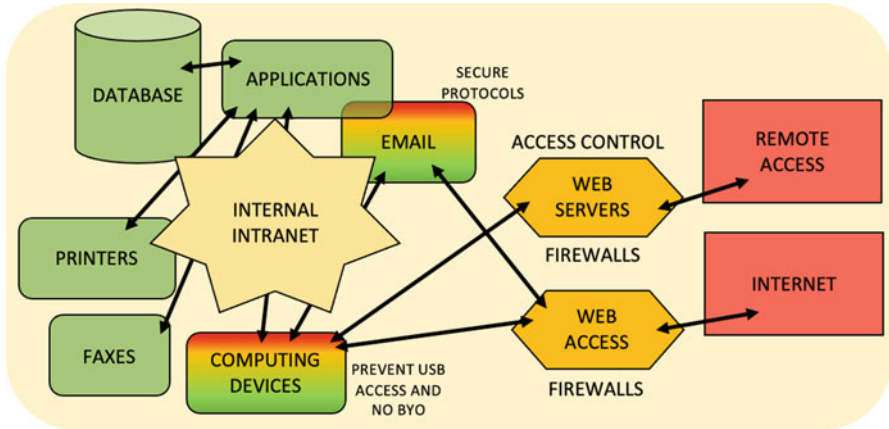 DATABASE
APPLICATIONS
SECURE
PROTOCOLS
EMAIL
ACCESS CONTROL
WEB
SERVERS
FIREWALLS
REMOTE
ACCESS
INTERNAL
INTRANET
PRINTERS
INTERNET
WEB
ACCESS
FIREWALLS
FAXES
COMPUTING
DEVICES
PREVENT USB
ACCESS AND
NO BYO